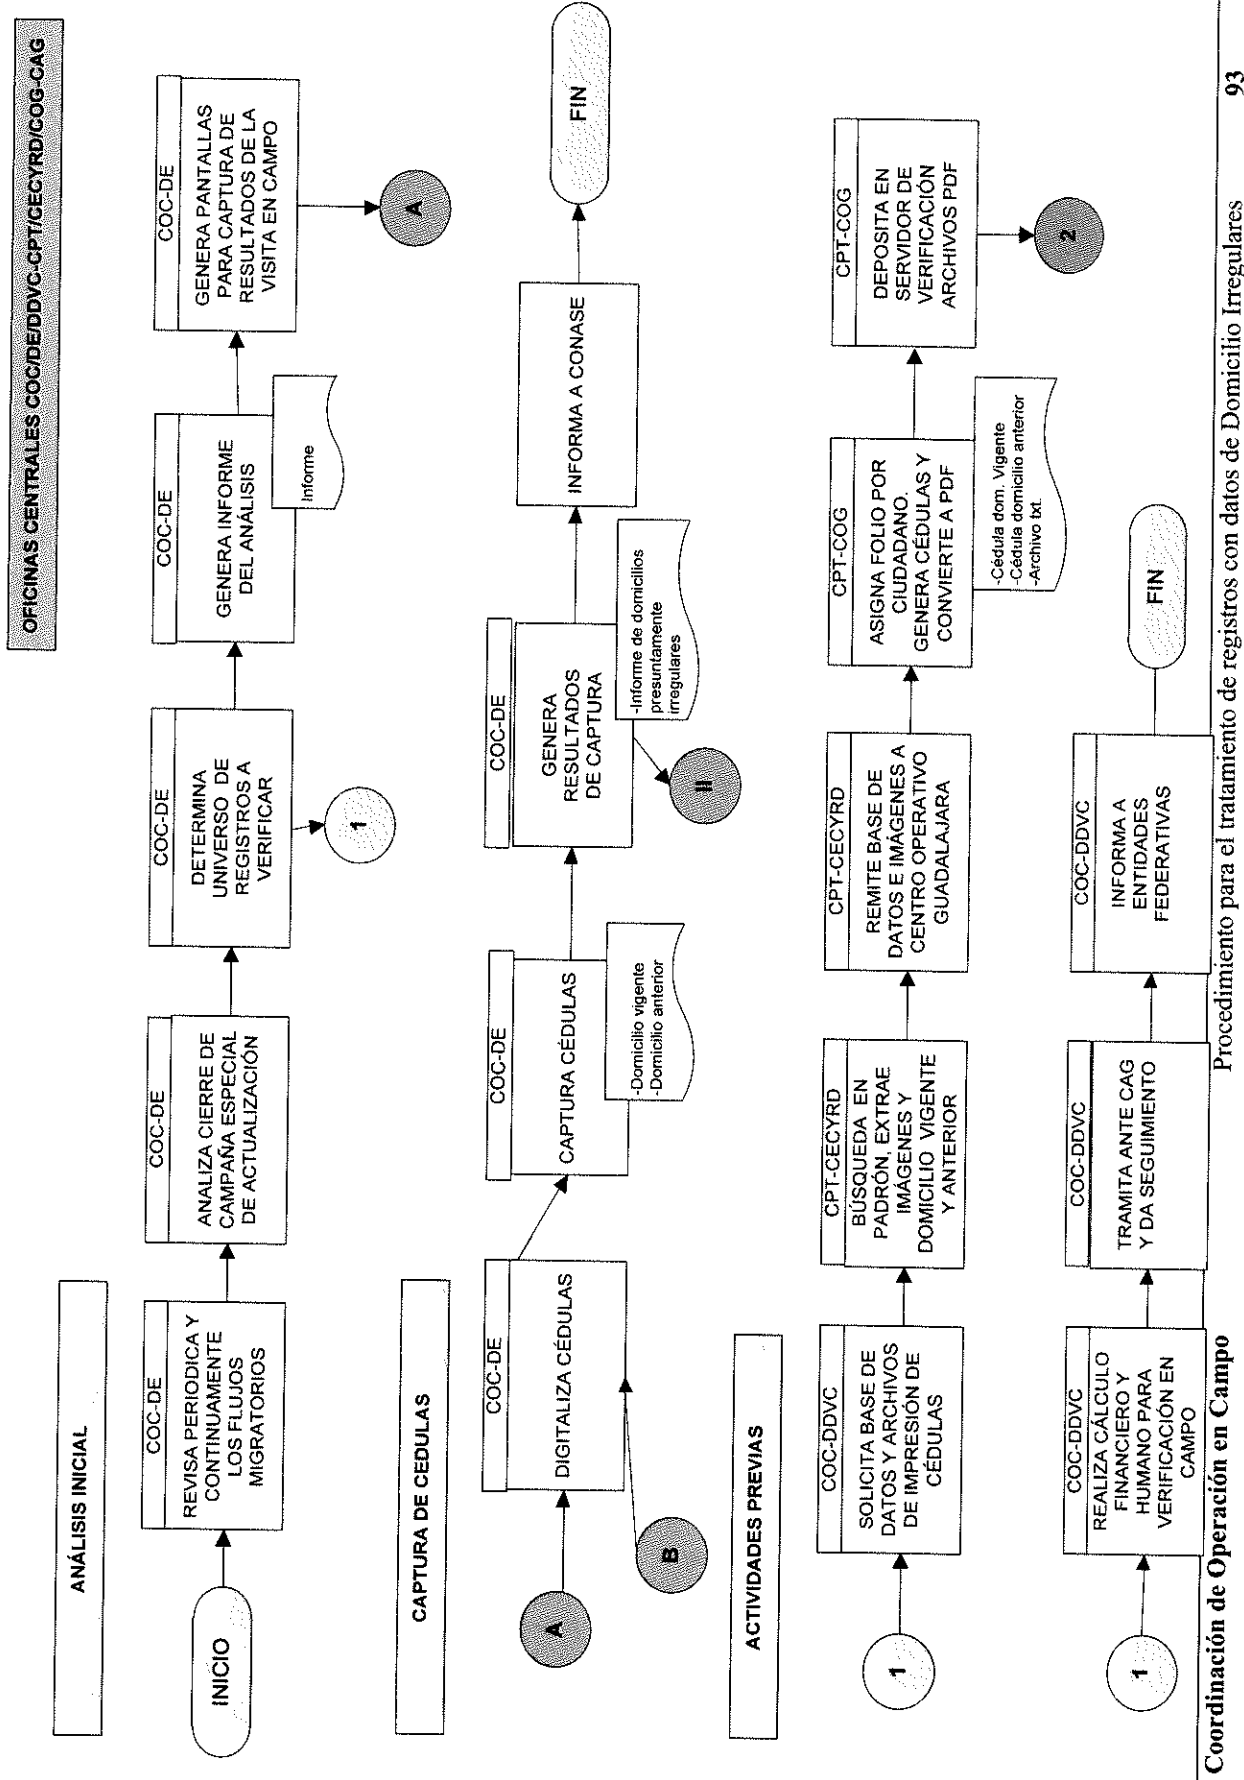 OFICINAS CENTRALES COC/DE/DDVC-CPT/CECYRD/COG-CAG
ANÁLISIS INICIAL
INICIO
COC-DE
REVISA PERIODICA Y
CONTINUAMENTE
LOS FLUJOS
MIGRATORIOS
COC-DE
ANALIZA CIERRE DE
CAMPAÑA ESPECIAL
DE ACTUALIZACIÓN
COC-DE
DETERMINA
UNIVERSO DE
REGISTROS A
VERIFICAR
1
COC-DE
GENERA INFORME
DEL ANÁLISIS
Informe
COC-DE
GENERA PANTALLAS
PARA CAPTURA DE
RESULTADOS DE LA
VISITA EN CAMPO
A
CAPTURA DE CEDULAS
A
B
COC-DE
DIGITALIZA CÉDULAS
COC-DE
CAPTURA CÉDULAS
-Domicilio vigente
-Domicilio anterior
COC-DE
GENERA
RESULTADOS
DE CAPTURA
-Informe de domicilios
presuntamente
irregulares
II
INFORMA A CONASE
FIN
ACTIVIDADES PREVIAS
1
COC-DDVC
SOLICITA BASE DE
DATOS Y ARCHIVOS
DE IMPRESIÓN DE
CÉDULAS
CPT-CECYRD
BÚSQUEDA EN
PADRÓN, EXTRAE
IMÁGENES Y
DOMICILIO VIGENTE
Y ANTERIOR
CPT-CECYRD
REMITE BASE DE
DATOS E IMÁGENES A
CENTRO OPERATIVO
GUADALAJARA
CPT-COG
ASIGNA FOLIO POR
CIUDADANO.
GENERA CÉDULAS Y
CONVIERTE A PDF
-Cédula dom. Vigente
-Cédula domicilio anterior
-Archivo txt.
CPT-COG
DEPOSITA EN
SERVIDOR DE
VERIFICACIÓN
ARCHIVOS PDF
2
1
COC-DDVC
REALIZA CÁLCULO
FINANCIERO Y
HUMANO PARA
VERIFICACIÓN EN
CAMPO
COC-DDVC
TRAMITA ANTE CAG
Y DA SEGUIMIENTO
COC-DDVC
INFORMA A
ENTIDADES
FEDERATIVAS
FIN
Coordinación de Operación en Campo
Procedimiento para el tratamiento de registros con datos de Domicilio Irregulares 93